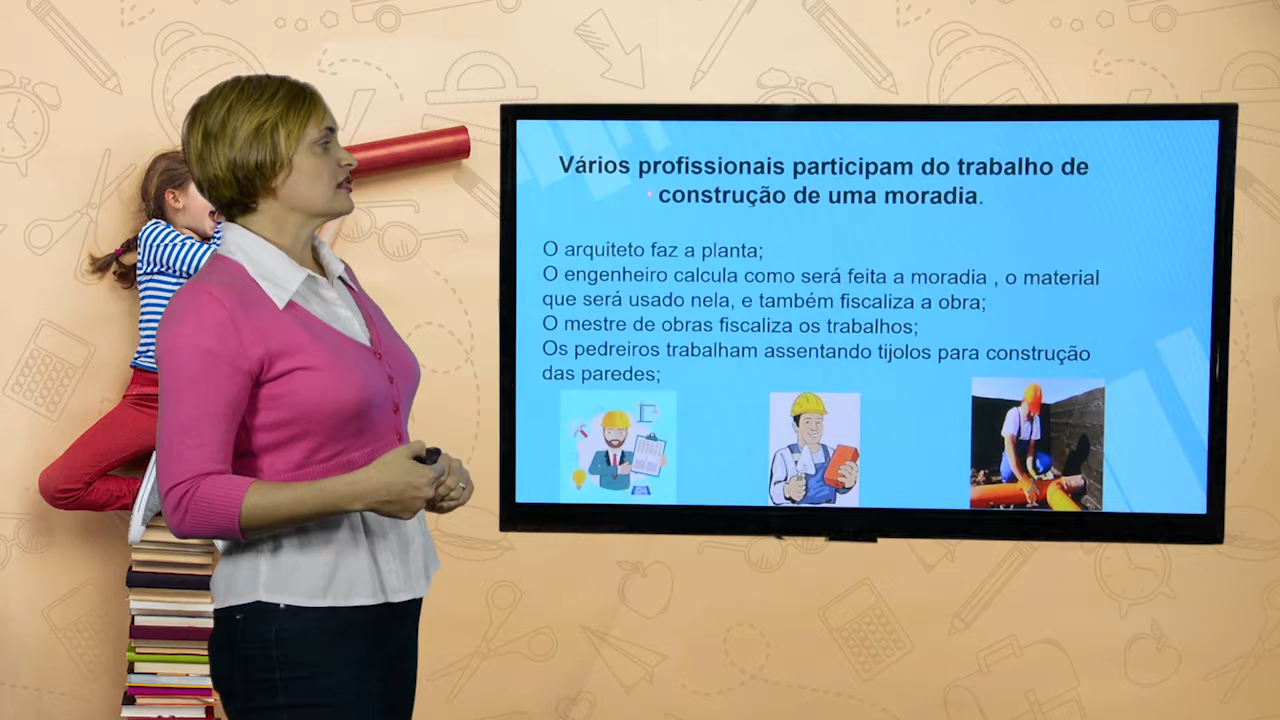 Vários profissionais participam do trabalho de
construção de uma moradia.
O arquiteto faz a planta;
O engenheiro calcula como será feita a moradia , o material
que será usado nela, e também fiscaliza a obra;
O mestre de obras fiscaliza os trabalhos;
Os pedreiros trabalham assentando tijolos para construção
das paredes;